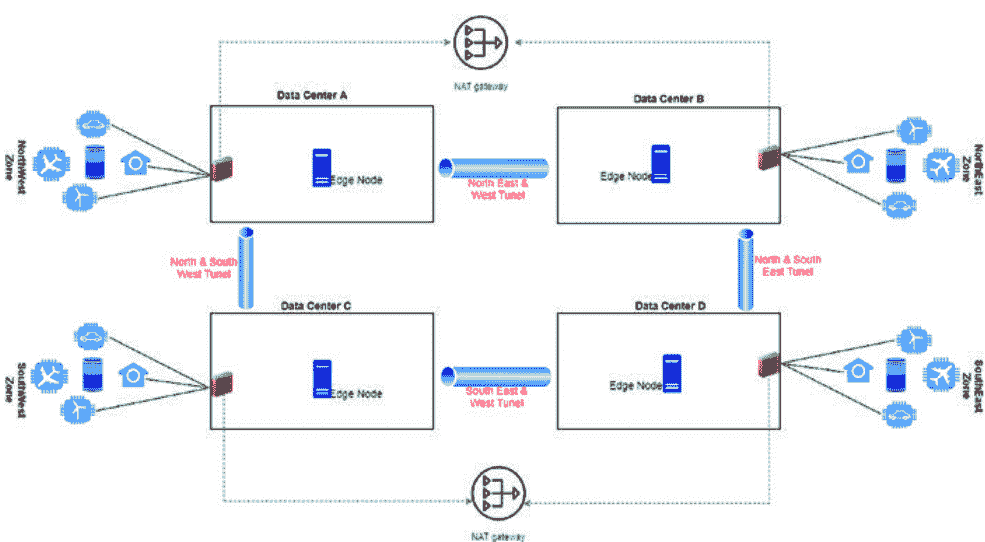 NAT gateway
Data Center A
Data Center B
NorthWest
Zone
Edge Node
North East &
West Tunel
Edge Node
NorthEast
Zone
North & South
West Tunel
North & South
East Tunel
Data Center C
Data Center D
SouthWest
Zone
Edge Node
South East &
West Tunel
Edge Node
SouthEast
Zone
NAT gateway